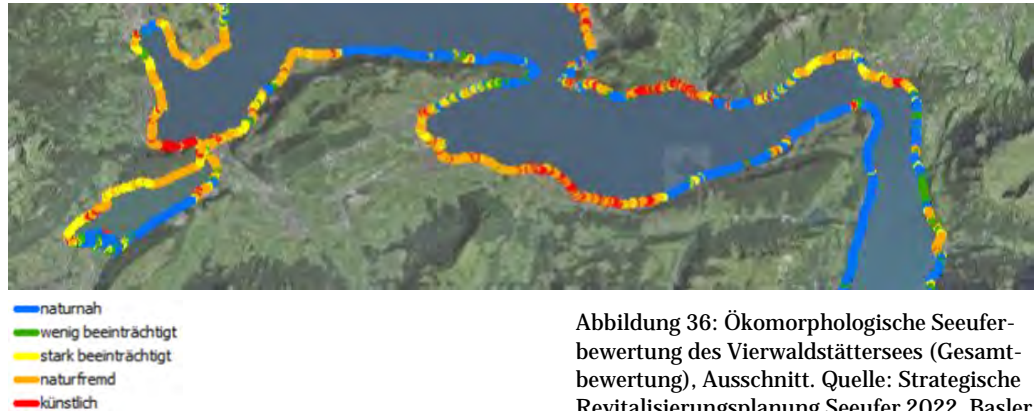 naturnah
wenig beeinträchtigt
stark beeinträchtigt
naturfremd
künstlich
Abbildung 36: Ökomorphologische Seeufer-
bewertung des Vierwaldstättersees (Gesamt-
bewertung), Ausschnitt. Quelle: Strategische
Revitalisierungsplanung Seeufer 2022, Basler